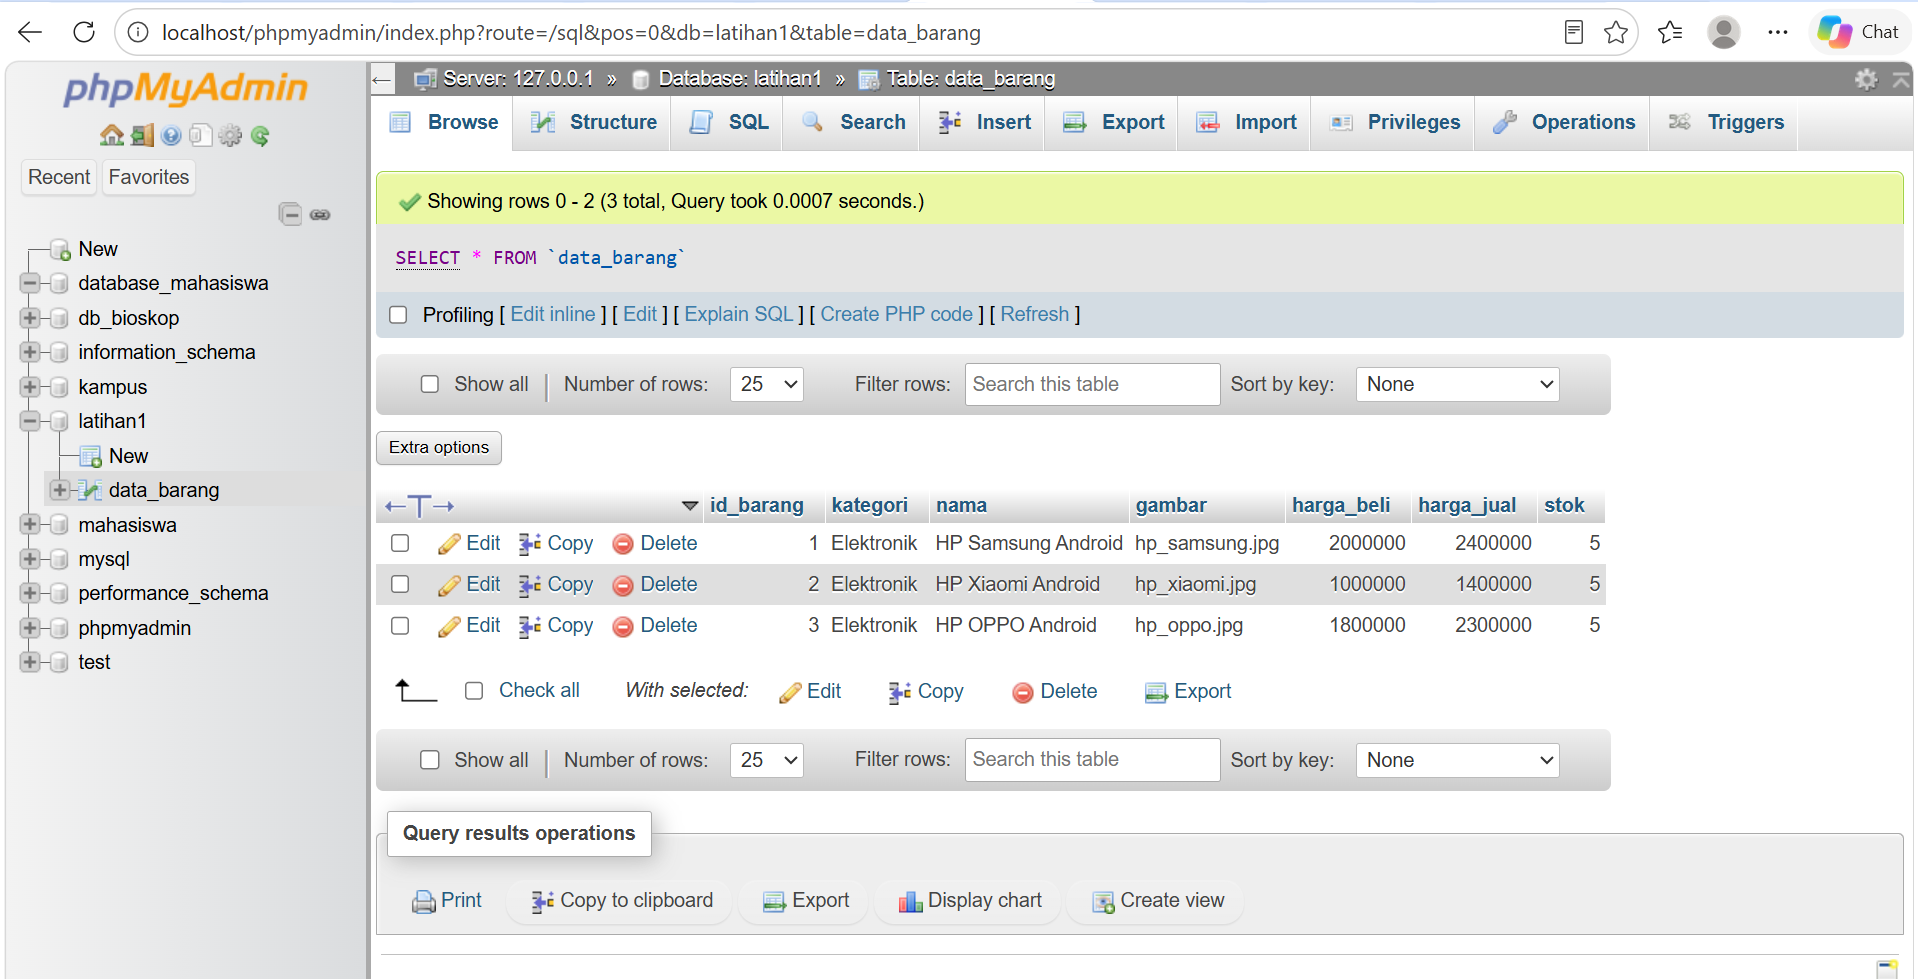 localhost/phpmyadmin/index.php?route=/sql&pos=0&db=latihan1&table=data_barang
Chat
phpMyAdmin
Recent Favorites
New
database_mahasiswa
db_bioskop
information_schema
kampus
latihan1
New
data_barang
mahasiswa
mysql
performance_schema
phpmyadmin
test
Server: 127.0.0.1 » Database: latihan1 » Table: data_barang
Browse Structure SQL Search Insert Export Import Privileges Operations Triggers
Showing rows 0 - 2 (3 total, Query took 0.0007 seconds.)
SELECT * FROM `data_barang`
Profiling [ Edit inline ] [ Edit ] [ Explain SQL ] [ Create PHP code ] [ Refresh ]
Show all | Number of rows: 25 Filter rows: Search this table Sort by key: None
Extra options
←T→ id_barang kategori nama gambar harga_beli harga_jual stok
Edit Copy Delete 1 Elektronik HP Samsung Android hp_samsung.jpg 2000000 2400000 5
Edit Copy Delete 2 Elektronik HP Xiaomi Android hp_xiaomi.jpg 1000000 1400000 5
Edit Copy Delete 3 Elektronik HP OPPO Android hp_oppo.jpg 1800000 2300000 5
Check all With selected: Edit Copy Delete Export
Show all | Number of rows: 25 Filter rows: Search this table Sort by key: None
Query results operations
Print Copy to clipboard Export Display chart Create view